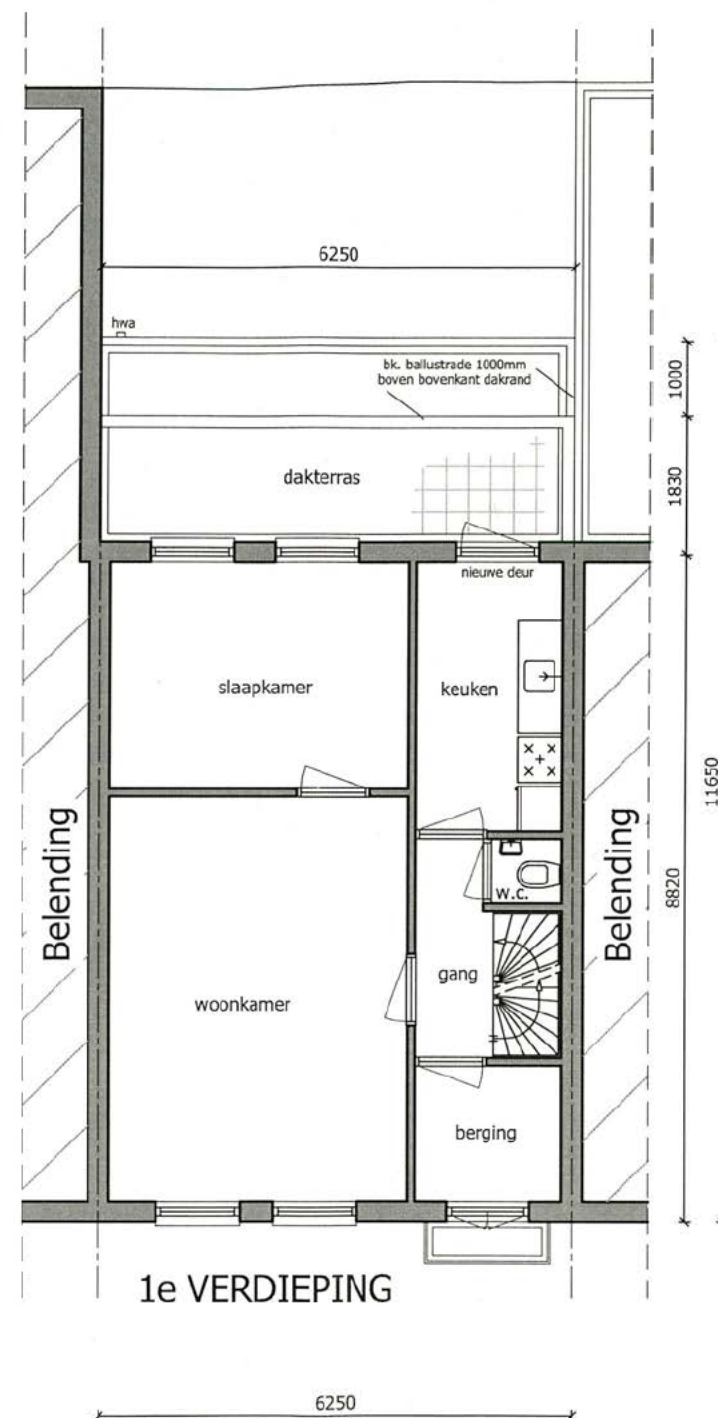 6250
hwa
bk. ballustrade 1000mm
boven bovenkant dakrand
1000
dakterras
1830
nieuwe deur
slaapkamer
keuken
11650
Belending
Belending
8820
w.c.
gang
woonkamer
berging
1e VERDIEPING
6250